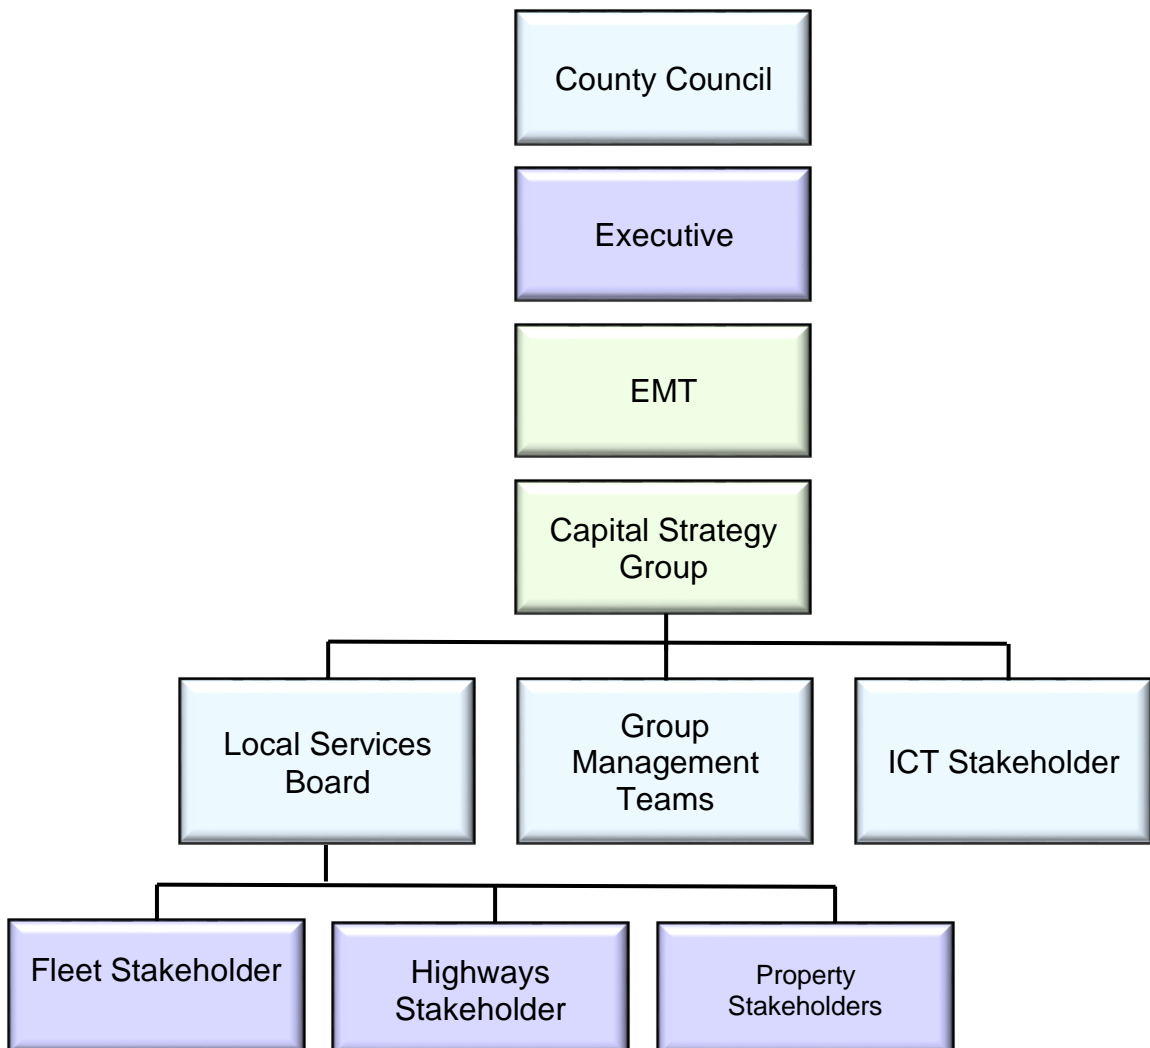 County Council
Executive
EMT
Capital Strategy
Group
Local Services
Board
Group
Management
Teams
ICT Stakeholder
Fleet Stakeholder
Highways
Stakeholder
Property
Stakeholders